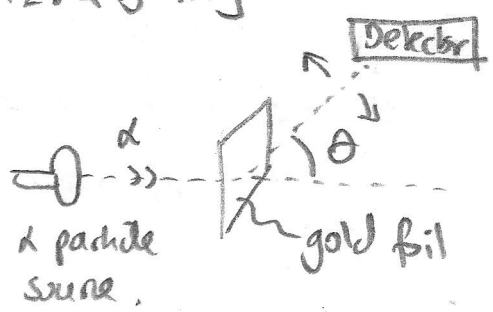 Detector
α
θ
gold foil
α particle
source.